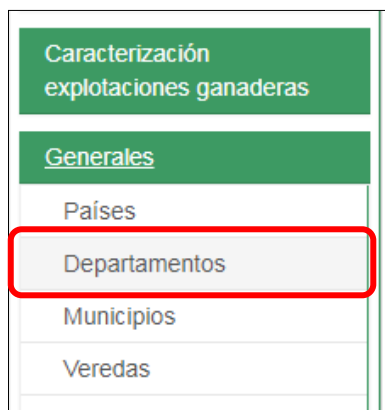 Caracterización
explotaciones ganaderas
Generales
Países
Departamentos
Municipios
Veredas